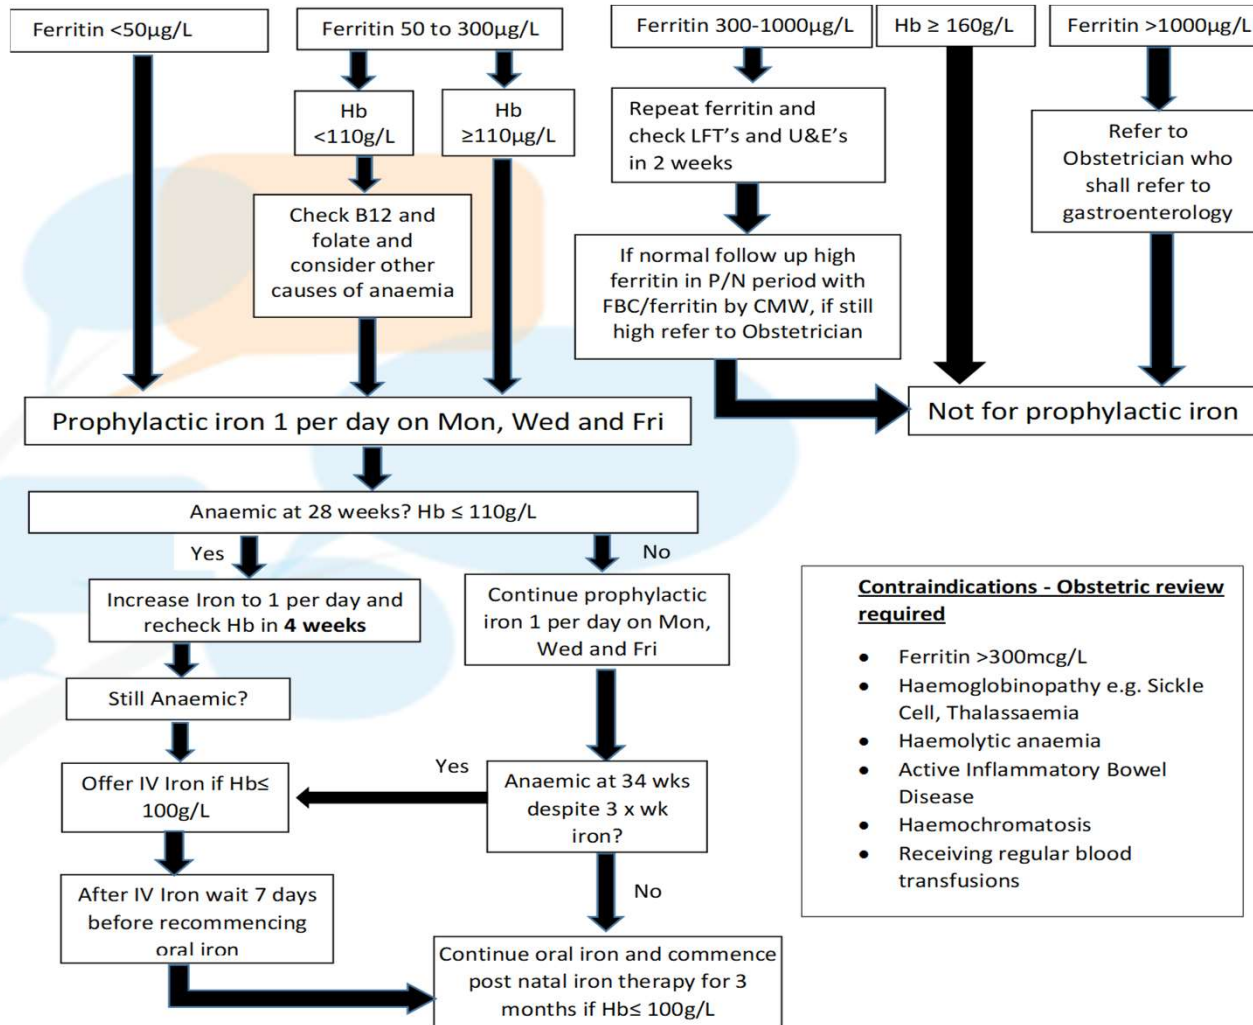 Ferritin <50µg/L
Ferritin 50 to 300µg/L
Ferritin 300-1000µg/L
Hb ≥ 160g/L
Ferritin >1000µg/L
Hb
<110g/L
Hb
≥110µg/L
Repeat ferritin and
check LFT’s and U&E’s
in 2 weeks
Refer to
Obstetrician who
shall refer to
gastroenterology
Check B12 and
folate and
consider other
causes of anaemia
If normal follow up high
ferritin in P/N period with
FBC/ferritin by CMW, if still
high refer to Obstetrician
Prophylactic iron 1 per day on Mon, Wed and Fri
Not for prophylactic iron
Anaemic at 28 weeks? Hb ≤ 110g/L
Yes
No
Increase Iron to 1 per day and
recheck Hb in 4 weeks
Continue prophylactic
iron 1 per day on Mon,
Wed and Fri
Still Anaemic?
Offer IV Iron if Hb≤
100g/L
Yes
Anaemic at 34 wks
despite 3 x wk
iron?
After IV Iron wait 7 days
before recommencing
oral iron
No
Continue oral iron and commence
post natal iron therapy for 3
months if Hb≤ 100g/L
Contraindications - Obstetric review
required
• Ferritin >300mcg/L
• Haemoglobinopathy e.g. Sickle
Cell, Thalassaemia
• Haemolytic anaemia
• Active Inflammatory Bowel
Disease
• Haemochromatosis
• Receiving regular blood
transfusions